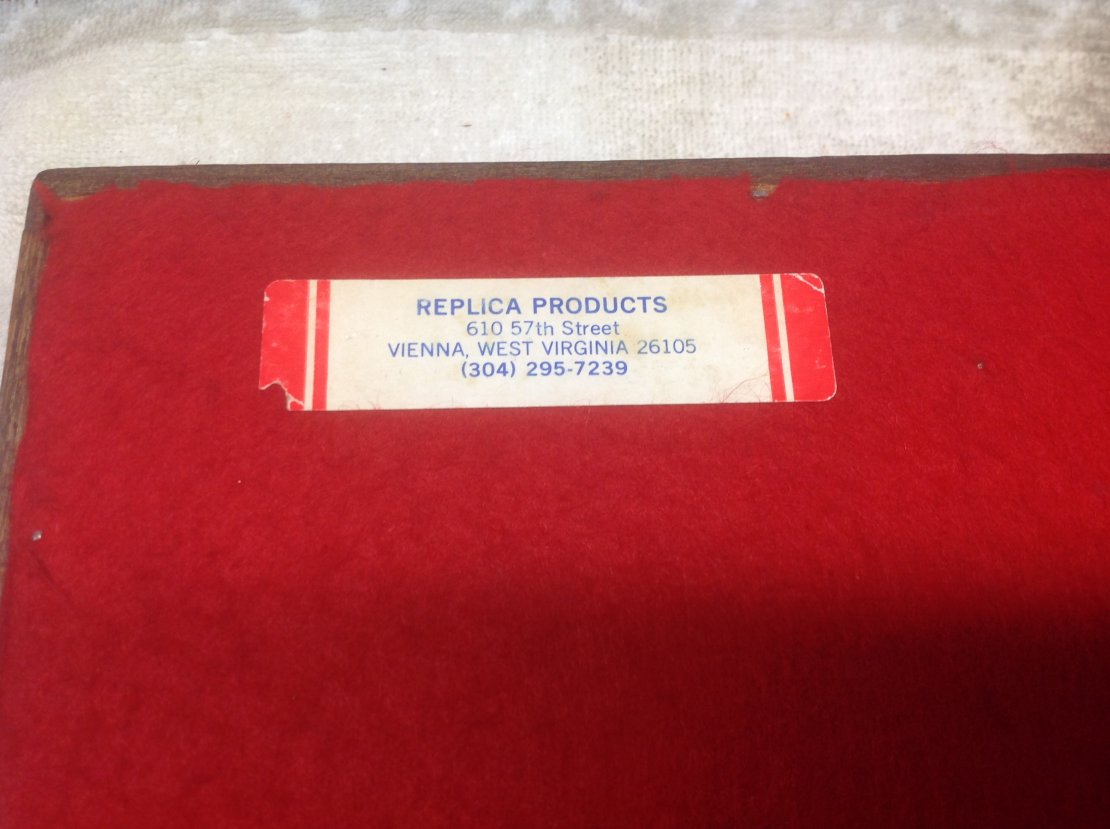 REPLICA PRODUCTS
610 57th Street
VIENNA, WEST VIRGINIA 26105
(304) 295-7239